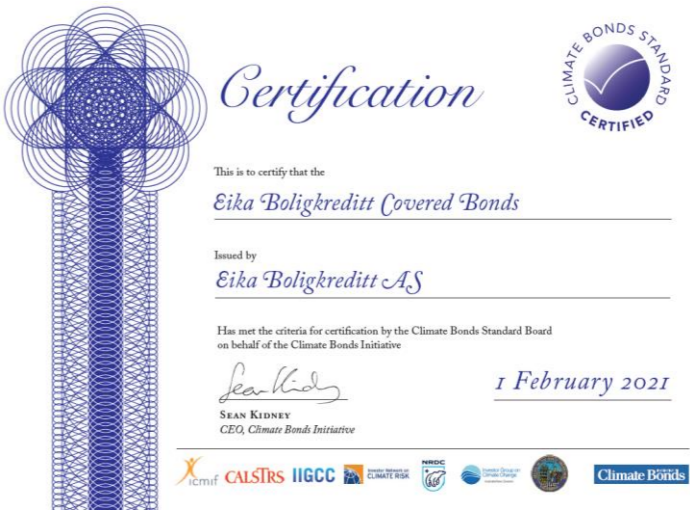 Certification
CLIMATE BONDS STANDARD
CERTIFIED
This is to certify that the
Eika Boligkreditt Covered Bonds
Issued by
Eika Boligkreditt AS
Has met the criteria for certification by the Climate Bonds Standard Board
on behalf of the Climate Bonds Initiative
1 February 2021
SEAN KIDNEY
CEO, Climate Bonds Initiative
icmif CALSTRS IIGCC Investor Network on CLIMATE RISK NRDC Investor Group on Climate Change Climate Bonds